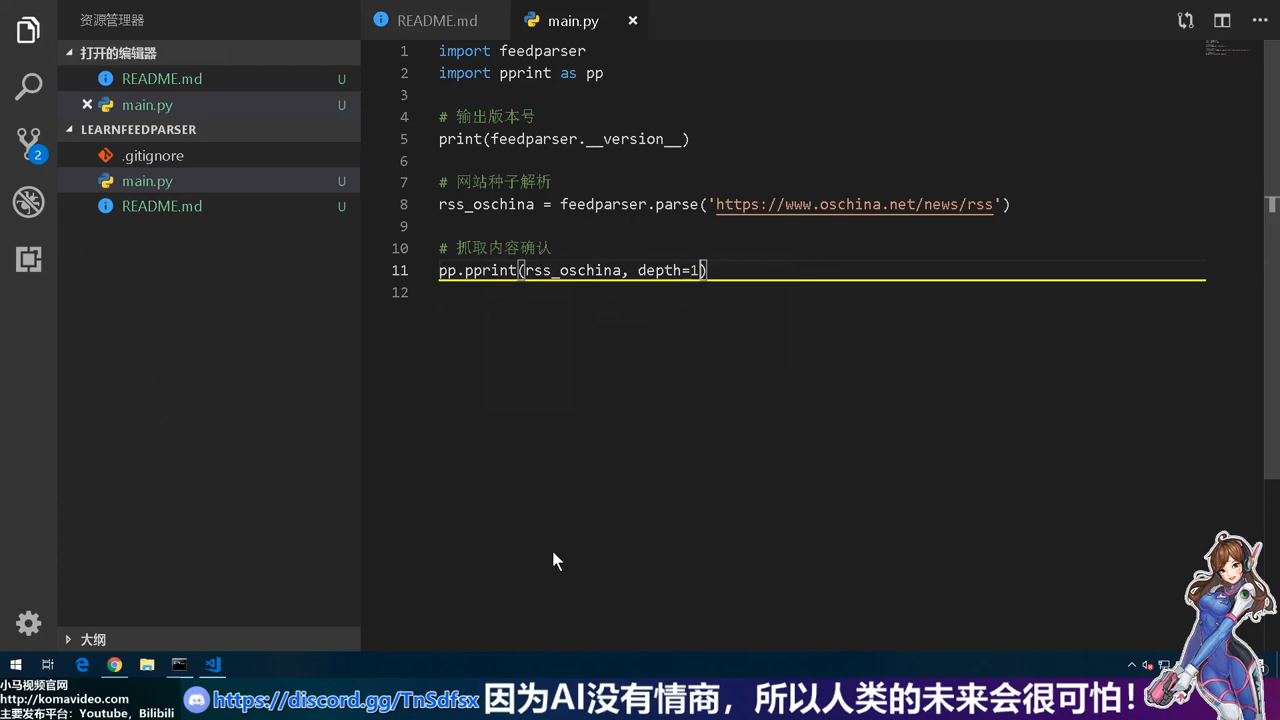 资源管理器
打开的编辑器
README.md U
main.py U
LEARNFEEDPARSER
.gitignore
main.py U
README.md U
2
大纲
README.md
main.py
1 import feedparser
2 import pprint as pp
3
4 # 输出版本号
5 print(feedparser.__version__)
6
7 # 网站种子解析
8 rss_oschina = feedparser.parse('https://www.oschina.net/news/rss')
9
10 # 抓取内容确认
11 pp.pprint(rss_oschina, depth=1)
12
小马视频官网
http://komavideo.com
主要发布平台: Youtube, Bilibili
https://discord.gg/TnSdfsx 因为AI没有情商，所以人类的未来会很可怕！